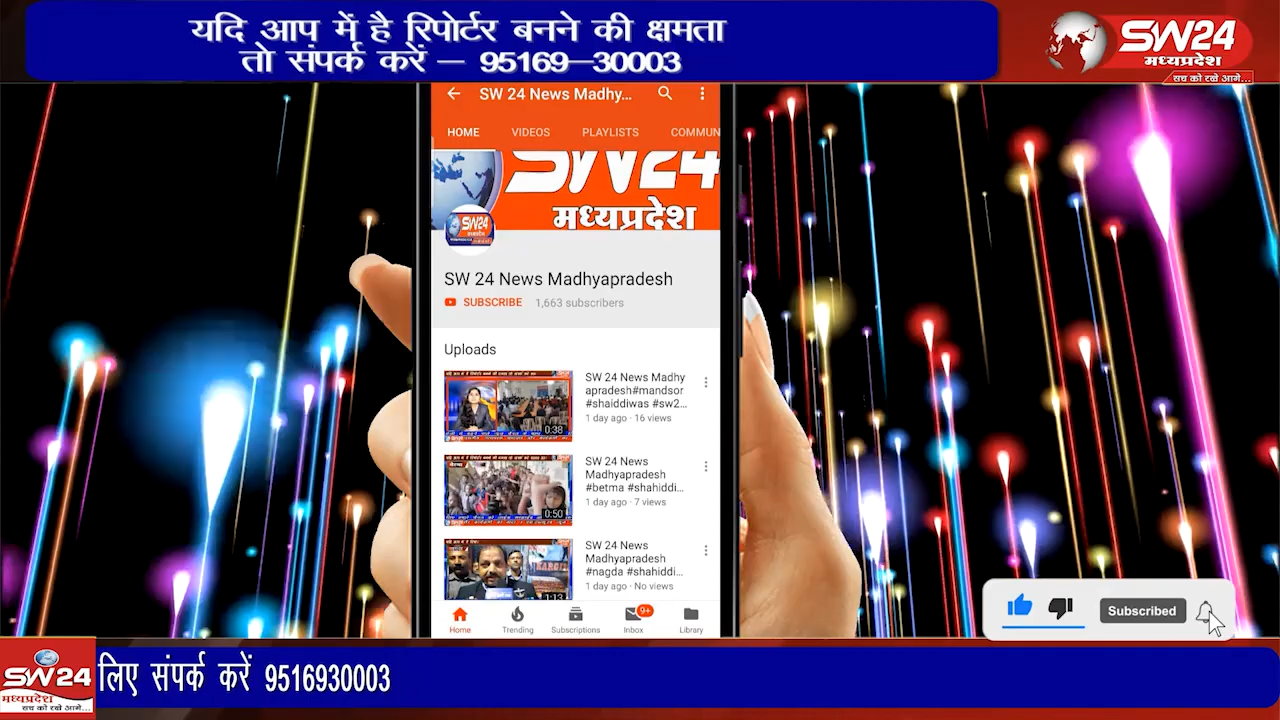 यदि आप में है रिपोर्टर बनने की क्षमता
तो संपर्क करें – 95169–30003
SW24
मध्यप्रदेश
सच को रखे आगे...
SW 24 News Madhy...
HOME VIDEOS PLAYLISTS COMMUN
SW24
मध्यप्रदेश
SW24
SW 24 News Madhyapradesh
SUBSCRIBE 1,663 subscribers
Uploads
SW 24 News Madhy
apradesh#mandsor
#shaiddiwas #sw2...
1 day ago · 16 views
0:38
SW 24 News
Madhyapradesh
#betma #shahiddi...
1 day ago · 7 views
0:50
SW 24 News
Madhyapradesh
#nagda #shahiddi...
1 day ago · No views
1:13
9+
Home Trending Subscriptions Inbox Library
Subscribed
SW24
मध्यप्रदेश
सच को रखे आगे...
लिए संपर्क करें 9516930003